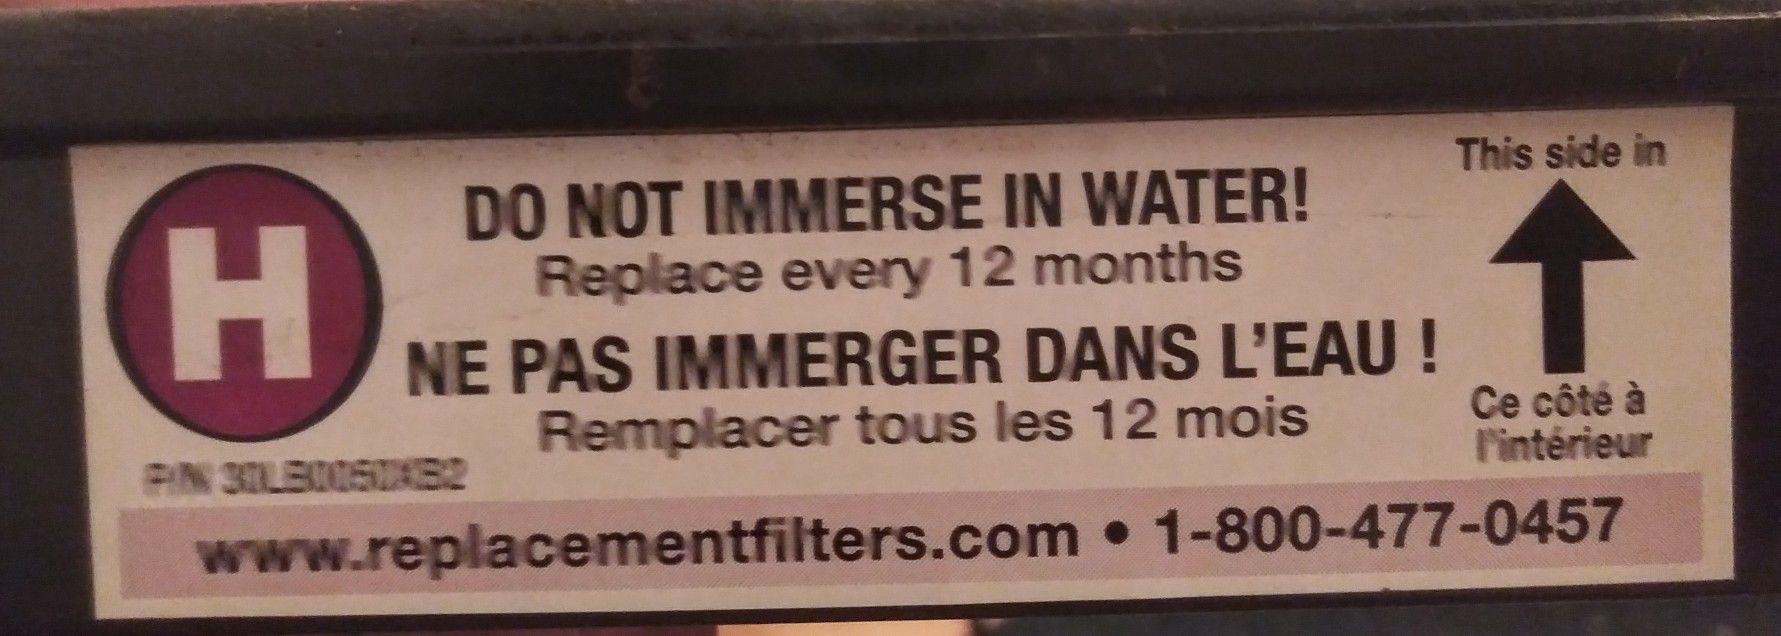 H
DO NOT IMMERSE IN WATER!
Replace every 12 months
NE PAS IMMERGER DANS L'EAU !
Remplacer tous les 12 mois
This side in
Ce côté à
l'intérieur
P/N
www.replacementfilters.com • 1-800-477-0457